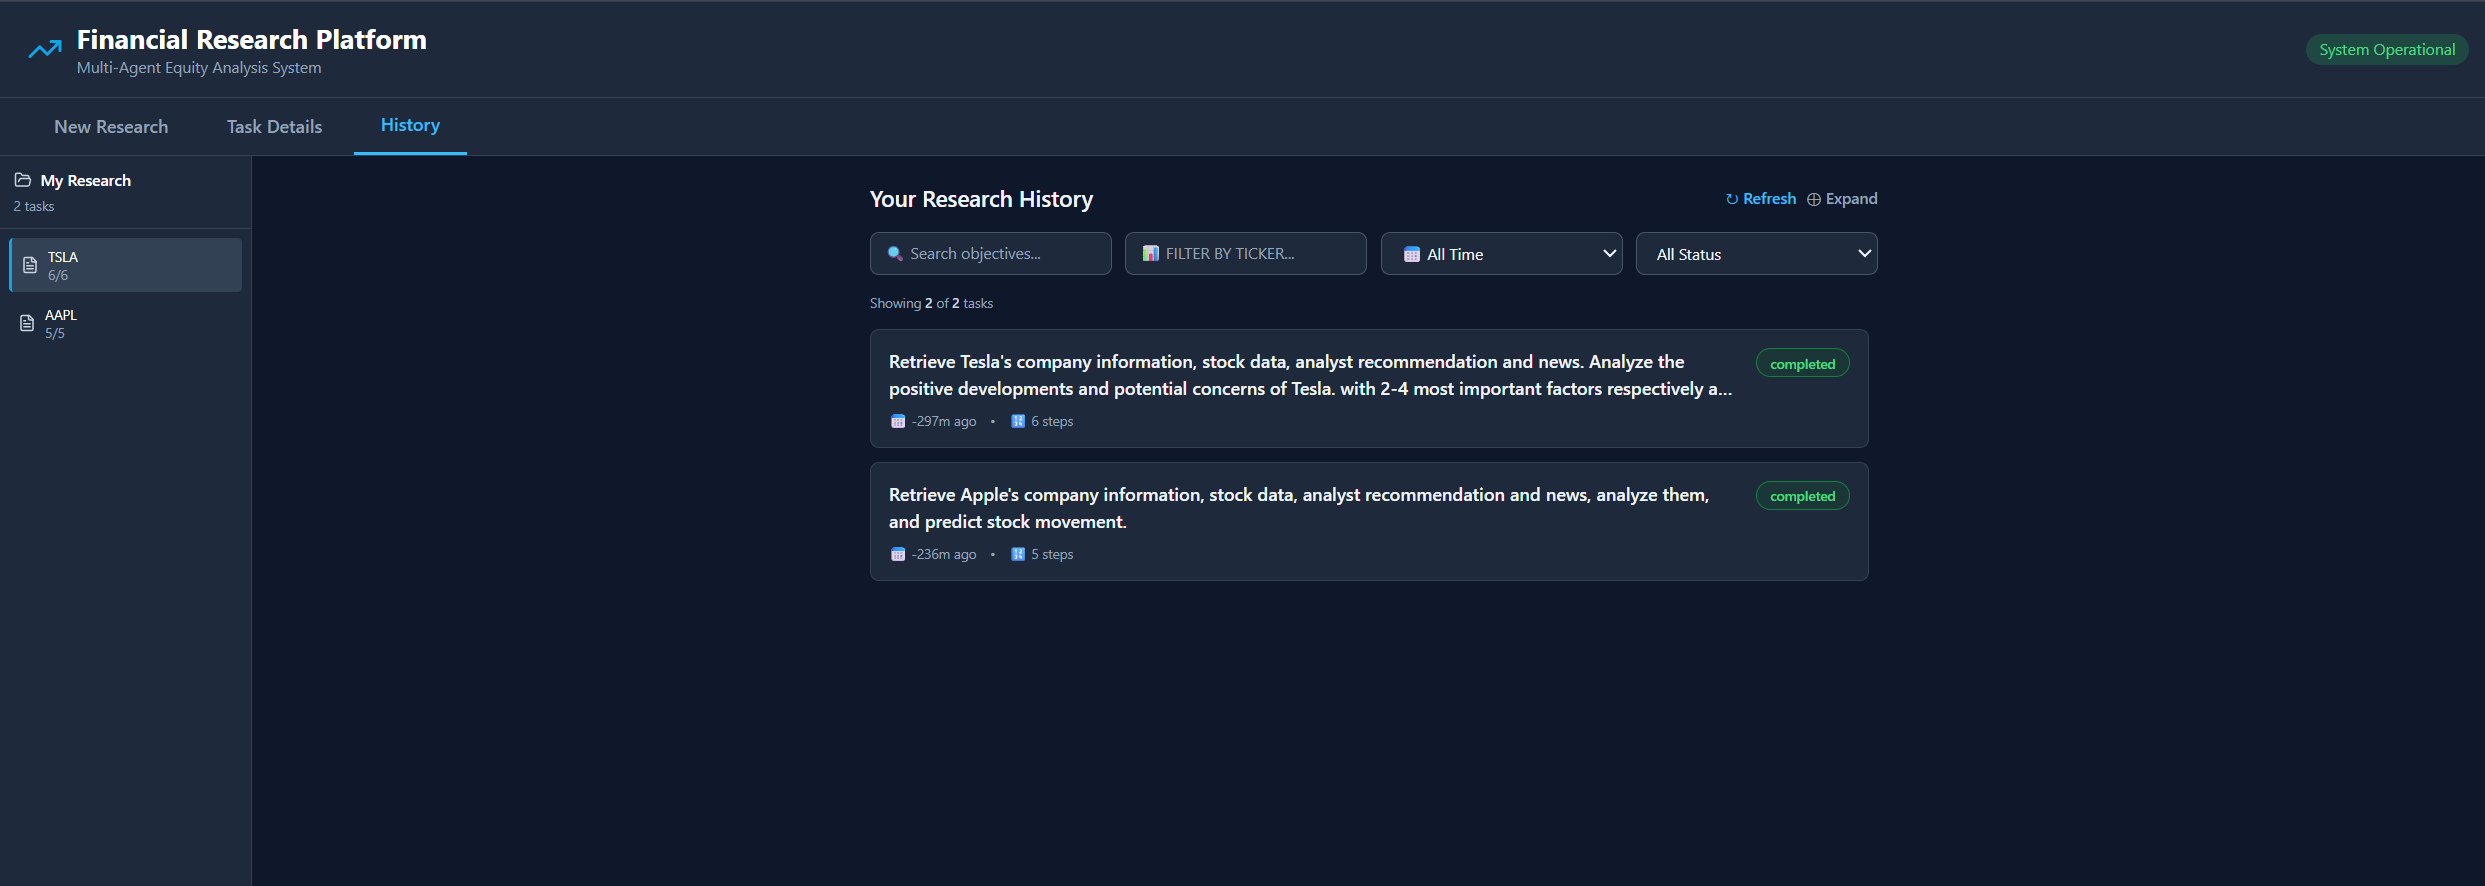 Financial Research Platform
Multi-Agent Equity Analysis System
System Operational
New Research
Task Details
History
My Research
2 tasks
TSLA
6/6
AAPL
5/5
Your Research History
↻ Refresh
⊕ Expand
Search objectives...
FILTER BY TICKER...
All Time
All Status
Showing 2 of 2 tasks
Retrieve Tesla's company information, stock data, analyst recommendation and news. Analyze the
positive developments and potential concerns of Tesla. with 2-4 most important factors respectively a...
completed
-297m ago • 6 steps
Retrieve Apple's company information, stock data, analyst recommendation and news, analyze them,
and predict stock movement.
completed
-236m ago • 5 steps